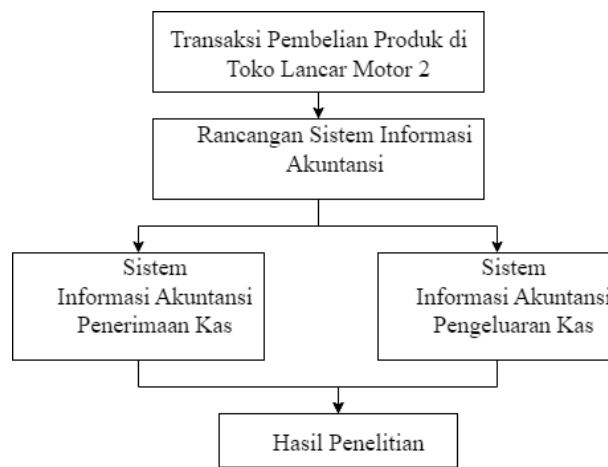 Transaksi Pembelian Produk di
Toko Lancar Motor 2
Rancangan Sistem Informasi
Akuntansi
Sistem
Informasi Akuntansi
Penerimaan Kas
Sistem
Informasi Akuntansi
Pengeluaran Kas
Hasil Penelitian